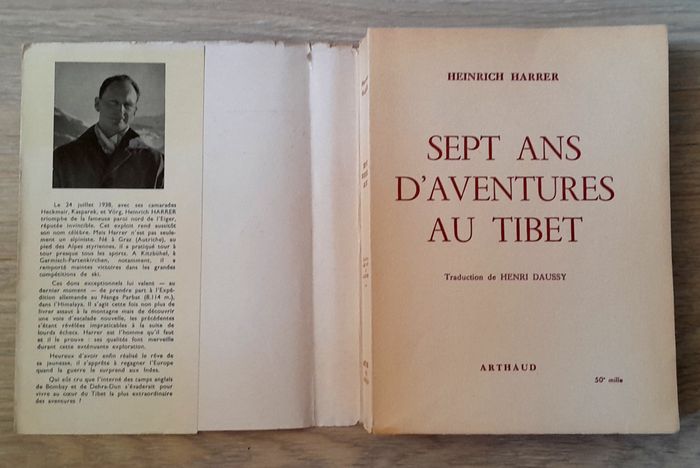 Le 24 juillet 1938, avec ses camarades
Heckmair, Kasparek, et Vörg, Heinrich HARRER
triomphe de la fameuse paroi nord de l'Eiger,
réputée invincible. Cet exploit rend aussitôt
son nom célèbre. Mais Harrer n'est pas seule-
ment un alpiniste. Né à Graz (Autriche), au
pied des Alpes styriennes, il a pratiqué tour à
tour presque tous les sports. A Kitzbühel, à
Garmisch-Partenkirchen, notamment, il a
remporté maintes victoires dans les grandes
compétitions de ski.
Ces dons exceptionnels lui valent — au
dernier moment — de prendre part à l'Expé-
dition allemande au Nanga Parbat (8.114 m.),
dans l'Himalaya. Il s'agit cette fois non plus de
livrer assaut à la montagne mais de découvrir
une voie d'escalade nouvelle, les précédentes
s'étant révélées impraticables à la suite de
lourds échecs. Harrer est l'homme qu'il faut
et il le prouve : ses qualités font merveille
durant cette exténuante exploration.
Heureux d'avoir enfin réalisé le rêve de
sa jeunesse, il s'apprête à regagner l'Europe
quand la guerre le surprend aux Indes.
Qui eût cru que l'interné des camps anglais
de Bombay et de Dehra-Dun s'évaderait pour
vivre au cœur du Tibet la plus extraordinaire
des aventures ?
HEINRICH HARRER
SEPT ANS
D'AVENTURES
AU TIBET
Traduction de HENRI DAUSSY
ARTHAUD
50e mille